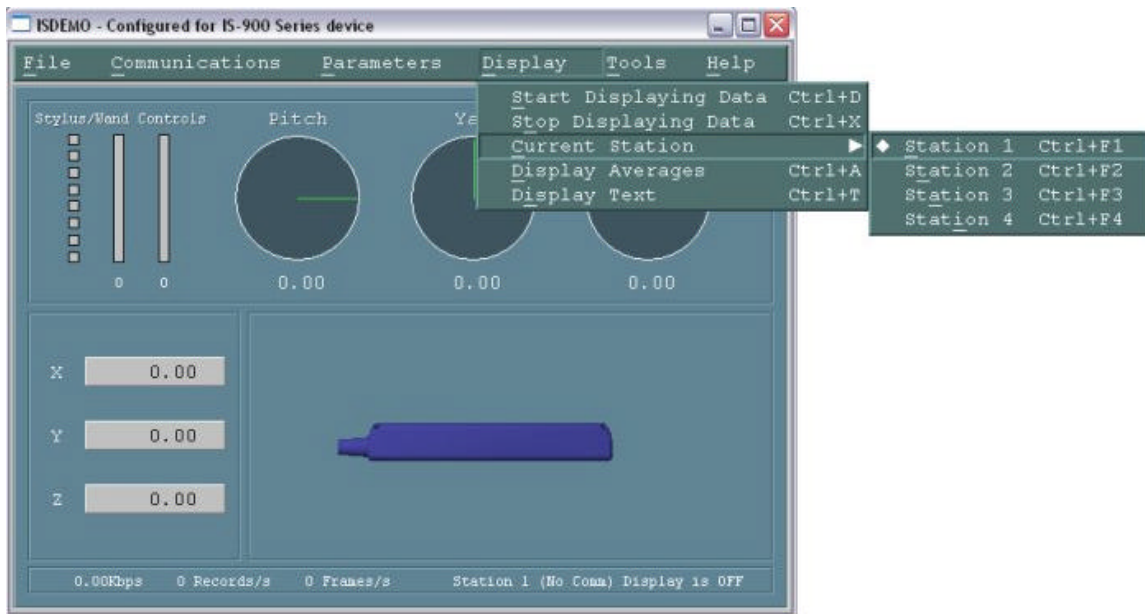 ISDEMO - Configured for IS-900 Series device
File Communications Parameters Display Tools Help
Start Displaying Data Ctrl+D
Stop Displaying Data Ctrl+X
Current Station
Display Averages Ctrl+A
Display Text Ctrl+T
Station 1 Ctrl+F1
Station 2 Ctrl+F2
Station 3 Ctrl+F3
Station 4 Ctrl+F4
Stylus/Wand Controls
Pitch
0 0
0.00 0.00 0.00
X 0.00
Y 0.00
Z 0.00
0.00Kbps 0 Records/s 0 Frames/s Station 1 (No Comm) Display is OFF